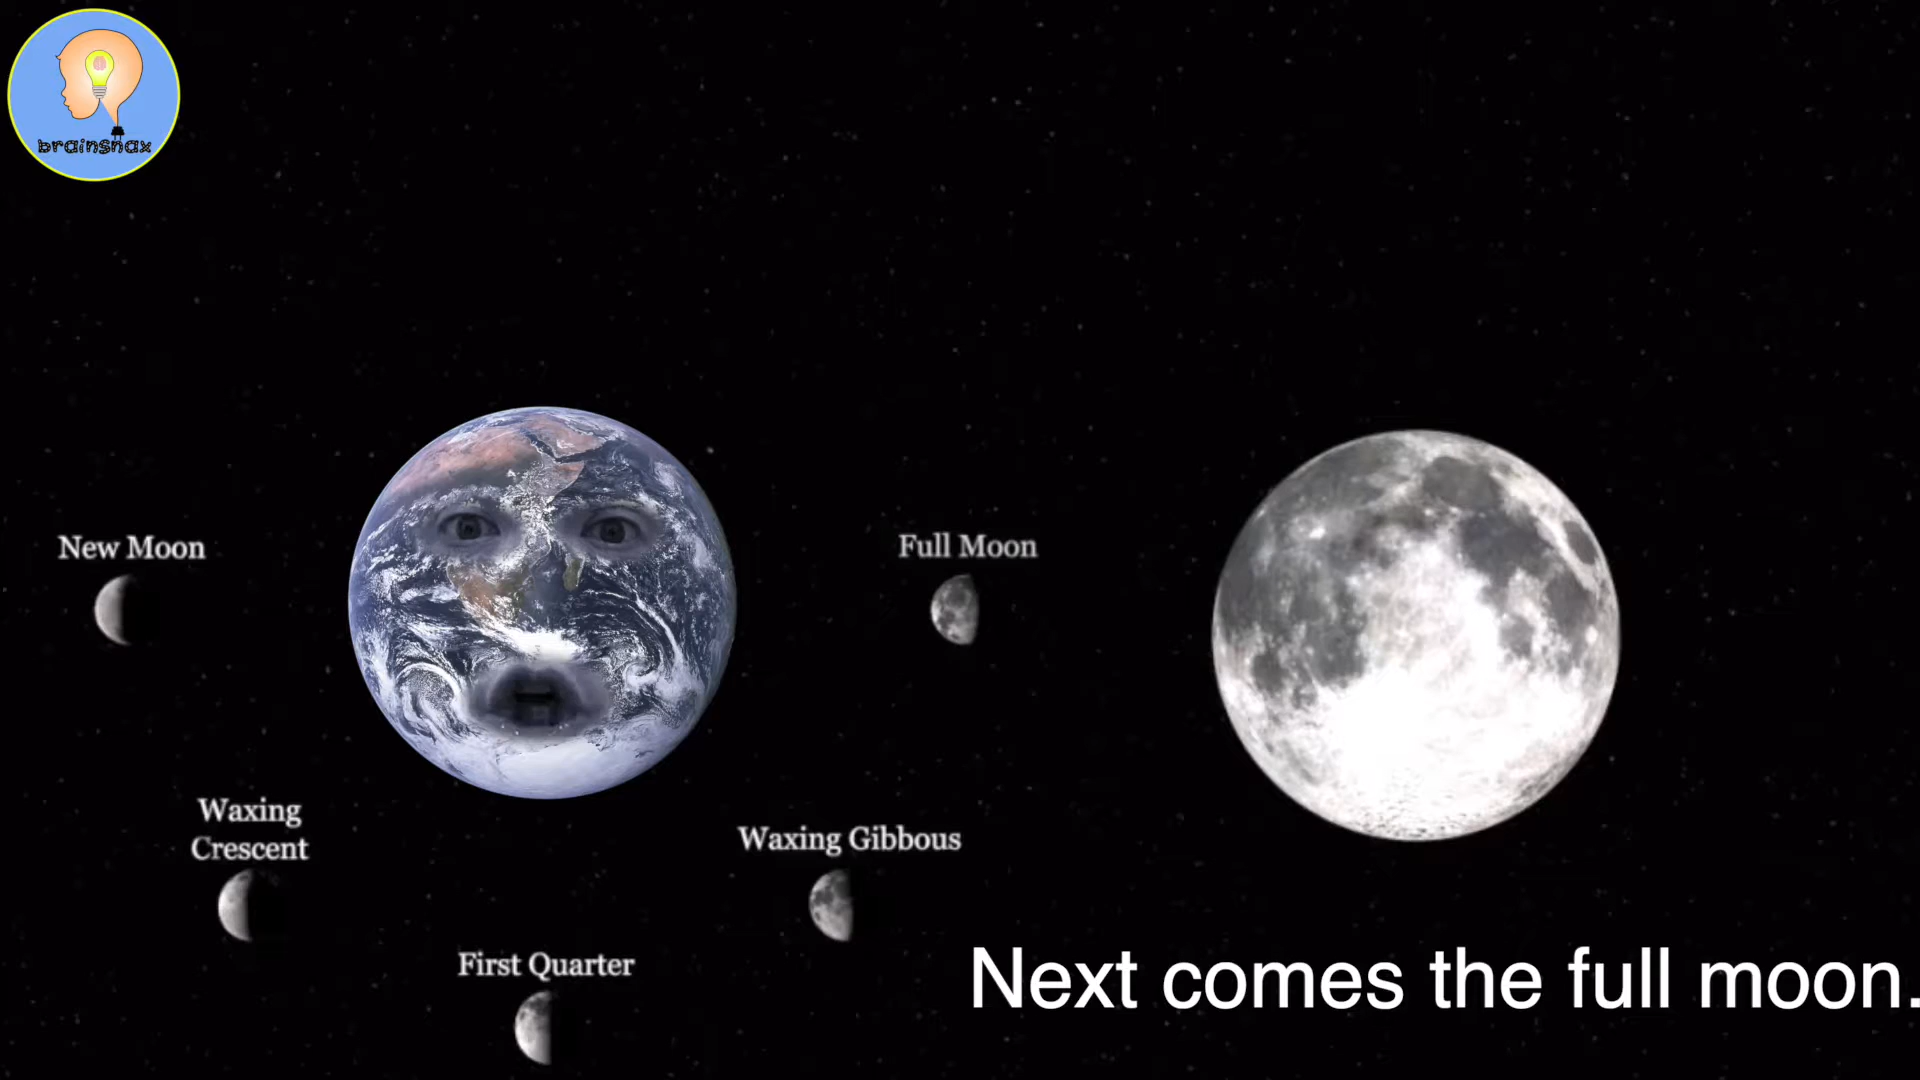 brainsnax
New Moon
Full Moon
Waxing
Crescent
Waxing Gibbous
First Quarter
Next comes the full moon.